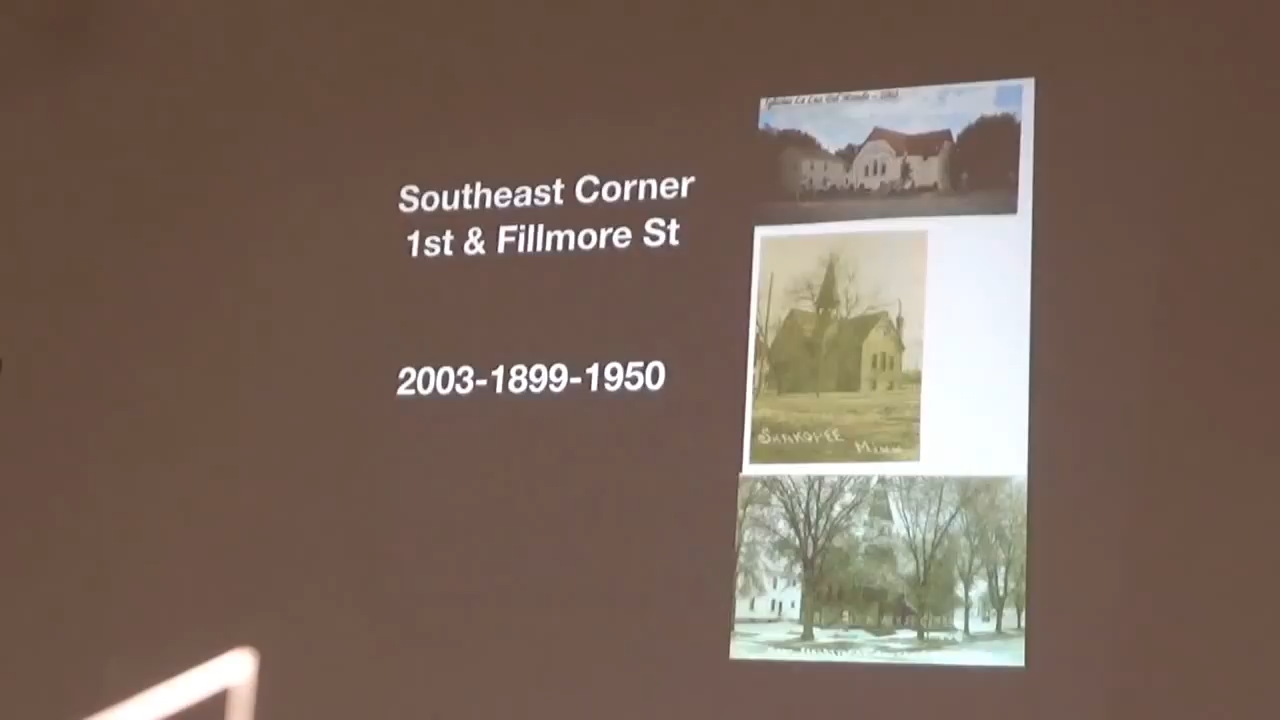 Southeast Corner
1st & Fillmore St
2003-1899-1950
SHAKOPEE
MINN